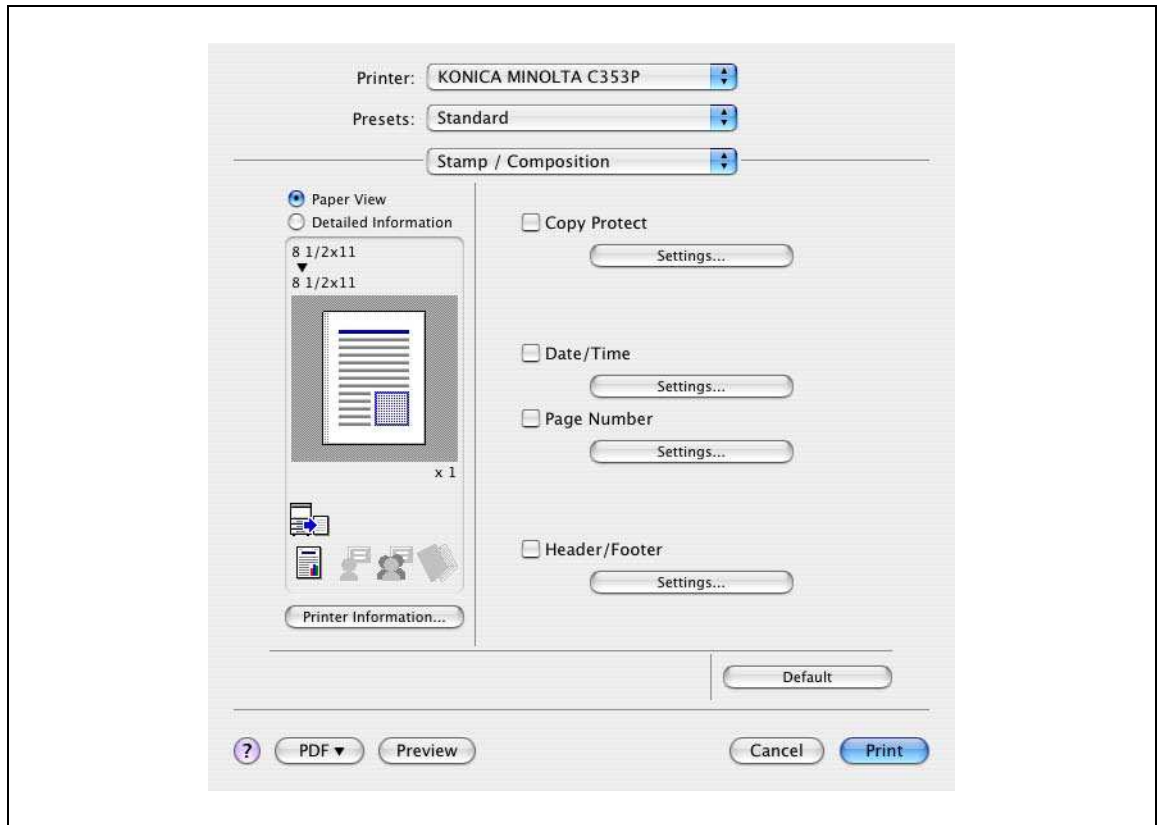 Printer: KONICA MINOLTA C353P
Presets: Standard
Stamp / Composition
Paper View
Detailed Information
8 1/2x11
▼
8 1/2x11
x 1
Printer Information...
Copy Protect
Settings...
Date/Time
Settings...
Page Number
Settings...
Header/Footer
Settings...
Default
? PDF ▼ Preview Cancel Print